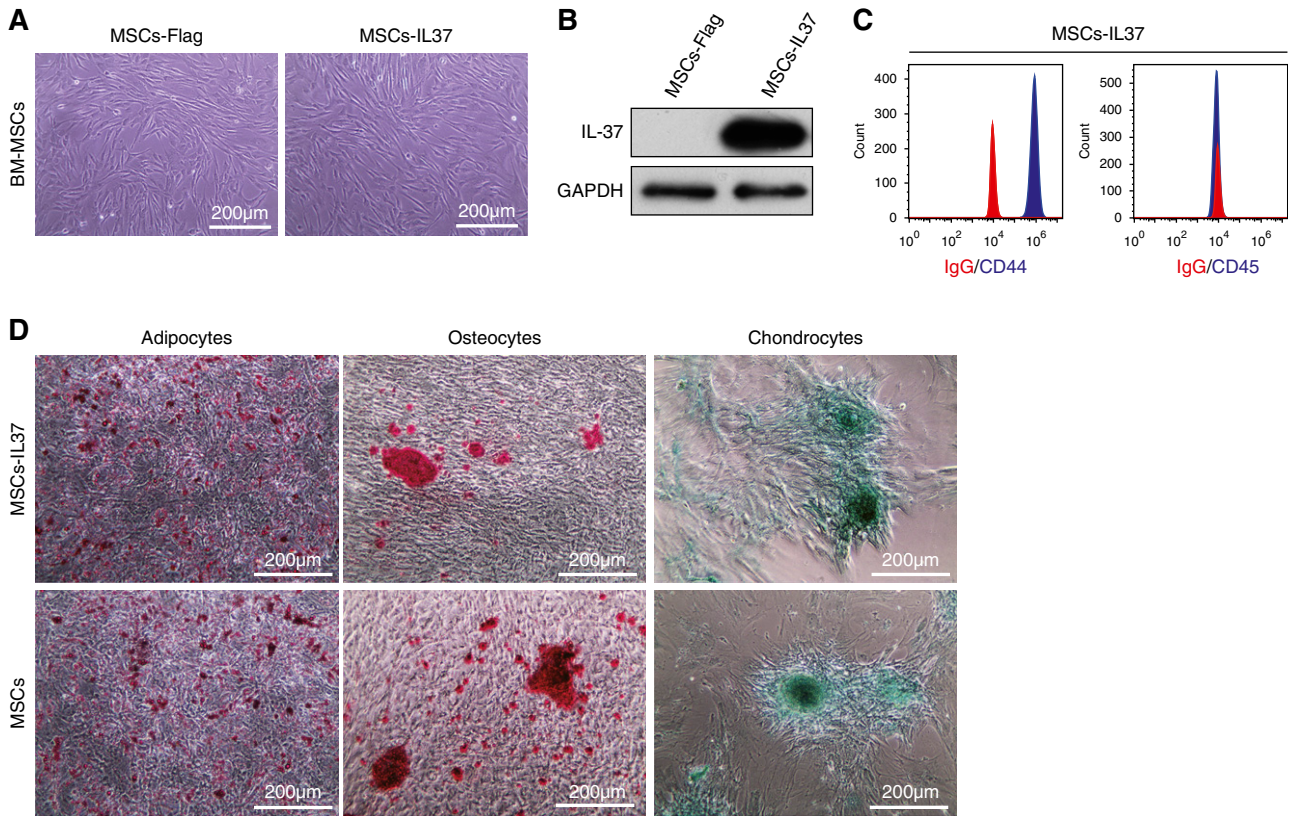 A
MSCs-Flag
MSCs-IL37
BM-MSCs
200µm
200µm
B
MSCs-Flag
MSCs-IL37
IL-37
GAPDH
C
MSCs-IL37
Count
400
300
200
100
0
10^0
10^2
10^4
10^6
IgG/CD44
Count
500
400
300
200
100
0
10^0
10^2
10^4
10^6
IgG/CD45
D
Adipocytes
Osteocytes
Chondrocytes
MSCs-IL37
200µm
200µm
200µm
MSCs
200µm
200µm
200µm